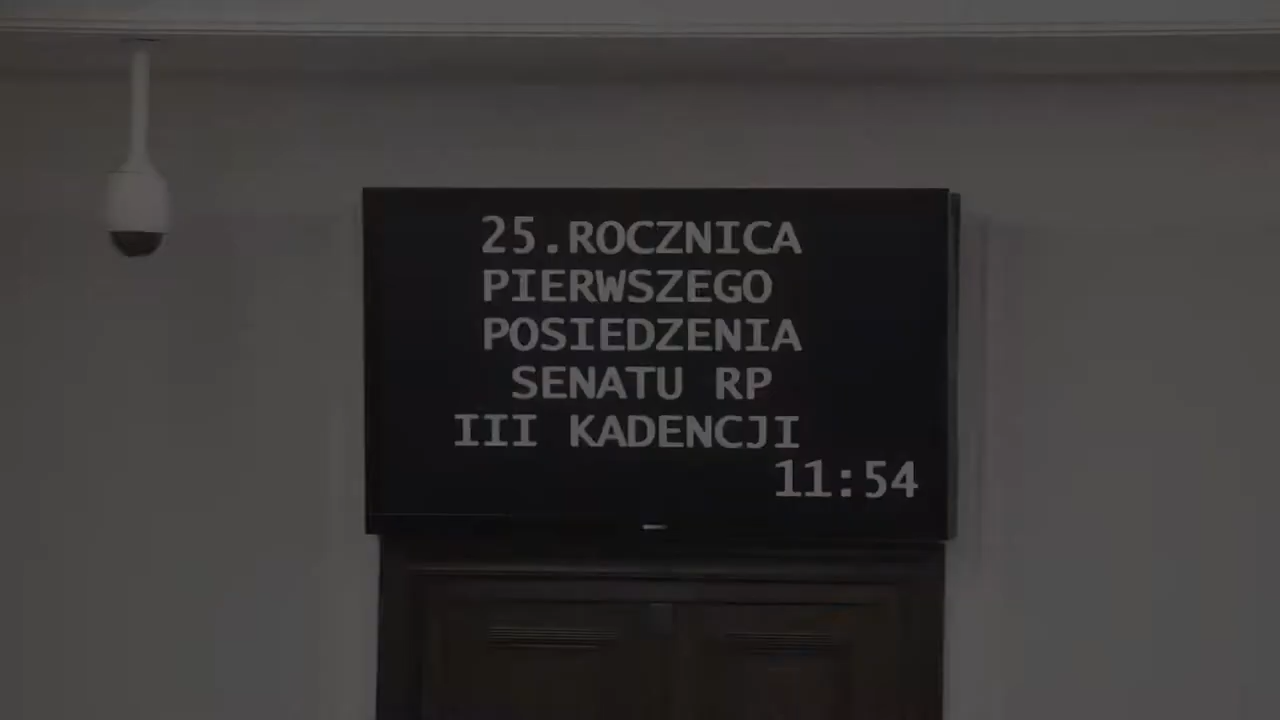 25.ROCZNICA
PIERWSZEGO
POSIEDZENIA
SENATU RP
III KADENCJI
11:54